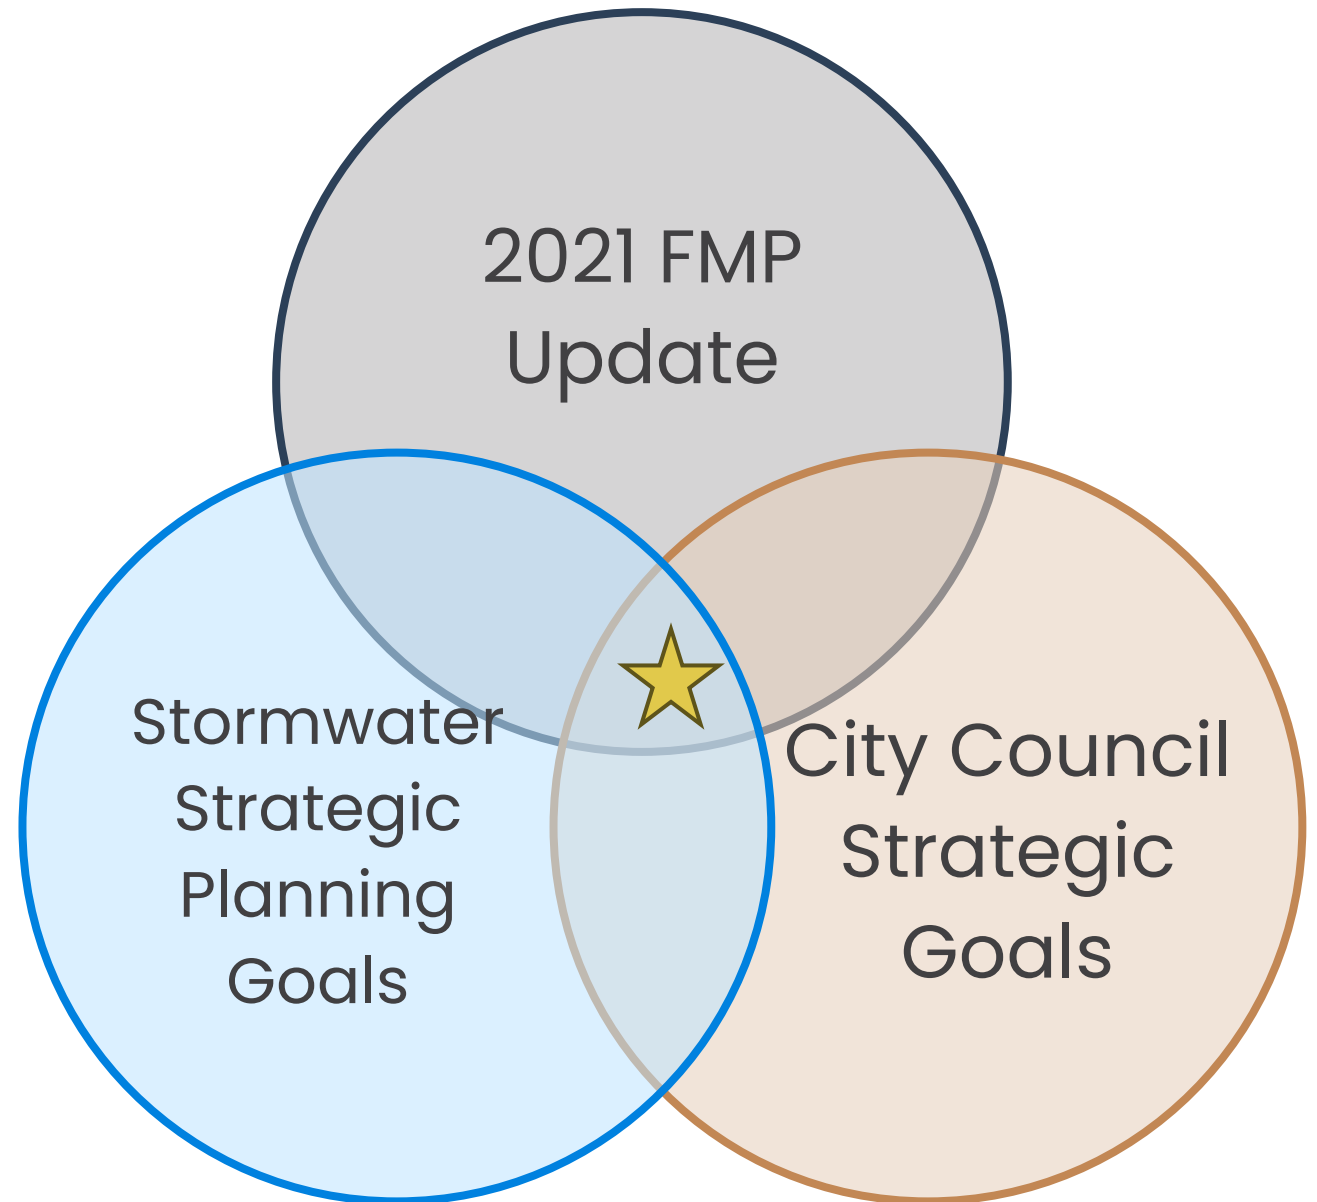 2021 FMP
Update
Stormwater
Strategic
Planning
Goals
City Council
Strategic
Goals